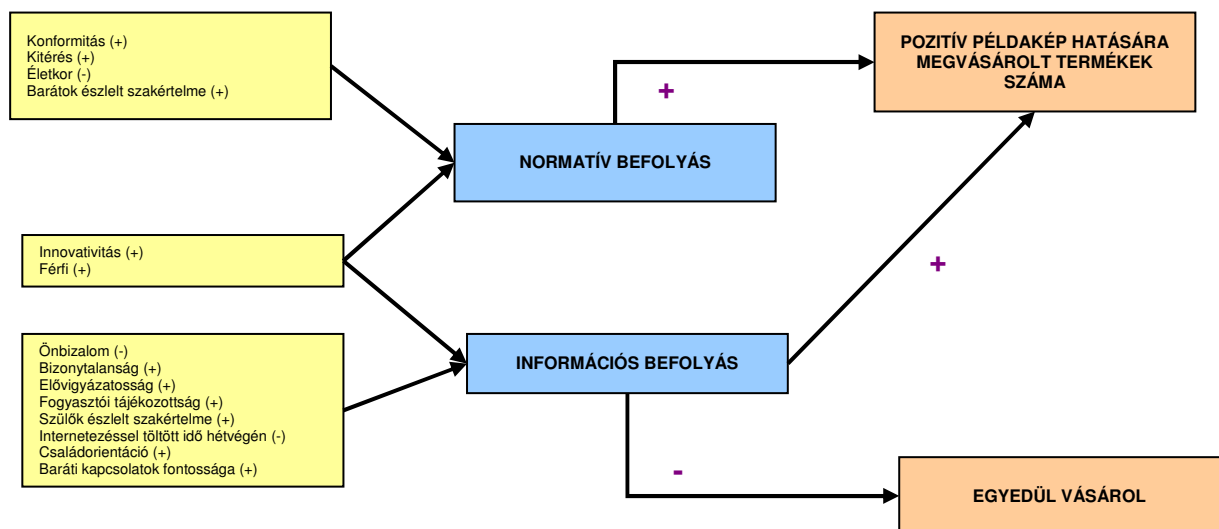 Konformitás (+)
Kitérés (+)
Életkor (-)
Barátok észlelt szakértelme (+)
POZITÍV PÉLDAKÉP HATÁSÁRA
MEGVÁSÁROLT TERMÉKEK
SZÁMA
+
NORMATÍV BEFOLYÁS
Innovativitás (+)
Férfi (+)
+
Önbizalom (-)
Bizonytalanság (+)
Elővigyázatosság (+)
Fogyasztói tájékozottság (+)
Szülők észlelt szakértelme (+)
Internetezéssel töltött idő hétvégén (-)
Családorientáció (+)
Baráti kapcsolatok fontossága (+)
INFORMÁCIÓS BEFOLYÁS
-
EGYEDÜL VÁSÁROL